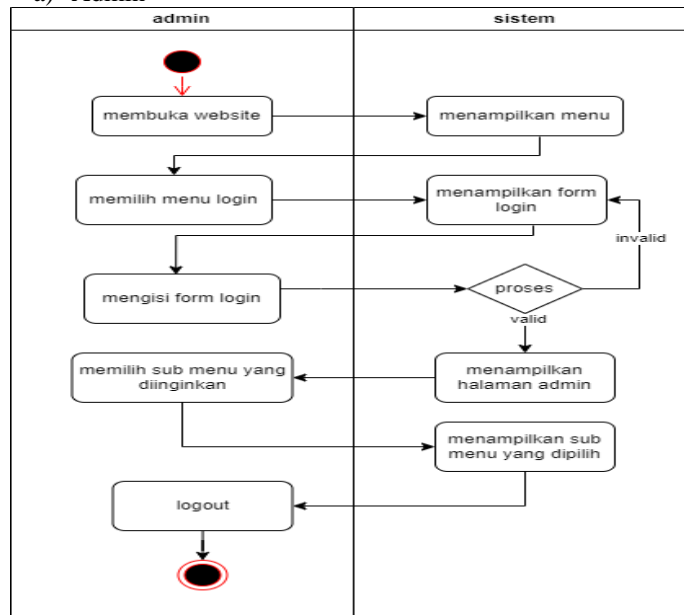 a) Admin
admin
sistem
membuka website
menampilkan menu
memilih menu login
menampilkan form
login
invalid
mengisi form login
proses
valid
memilih sub menu yang
diinginkan
menampilkan
halaman admin
menampilkan sub
menu yang dipilih
logout